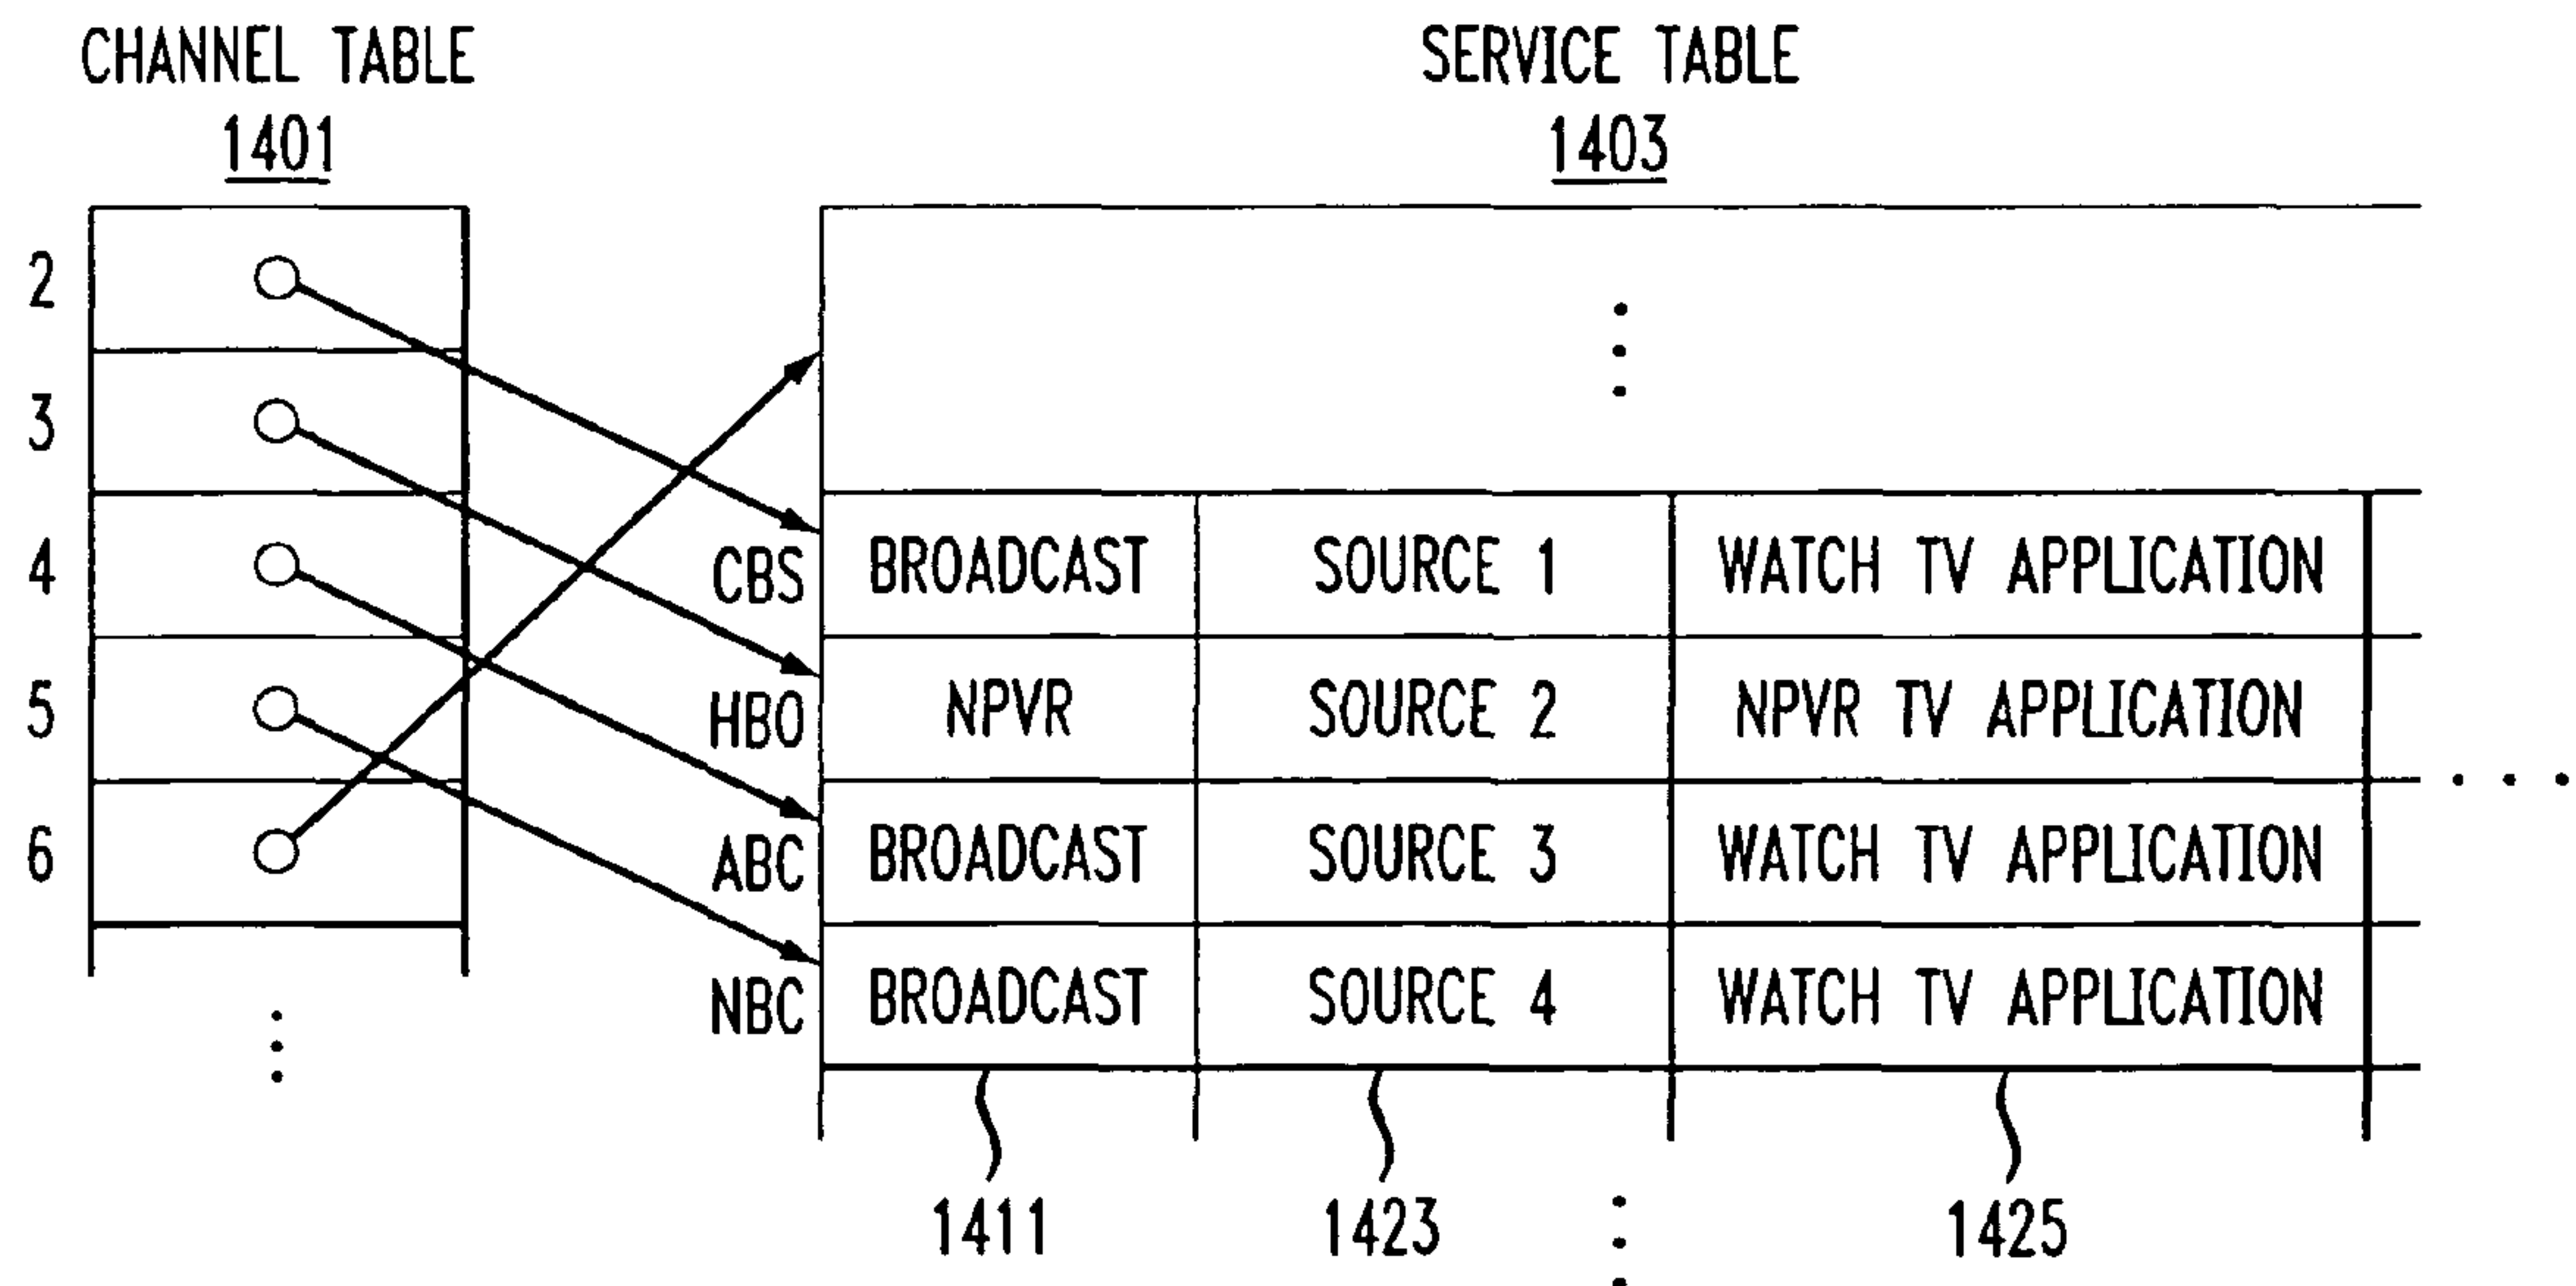 CHANNEL TABLE
1401
SERVICE TABLE
1403
2
3
4
5
6
CBS BROADCAST SOURCE 1 WATCH TV APPLICATION
HBO NPVR SOURCE 2 NPVR TV APPLICATION
ABC BROADCAST SOURCE 3 WATCH TV APPLICATION
NBC BROADCAST SOURCE 4 WATCH TV APPLICATION
1411 1423 1425